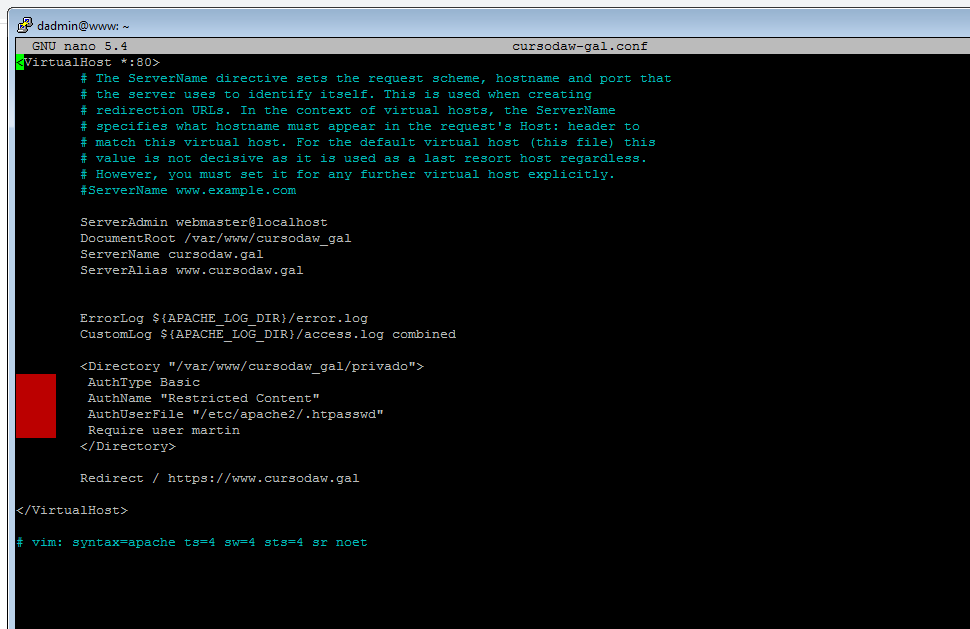 dadmin@www: ~
GNU nano 5.4 cursodaw-gal.conf
<VirtualHost *:80>
# The ServerName directive sets the request scheme, hostname and port that
# the server uses to identify itself. This is used when creating
# redirection URLs. In the context of virtual hosts, the ServerName
# specifies what hostname must appear in the request's Host: header to
# match this virtual host. For the default virtual host (this file) this
# value is not decisive as it is used as a last resort host regardless.
# However, you must set it for any further virtual host explicitly.
#ServerName www.example.com
ServerAdmin webmaster@localhost
DocumentRoot /var/www/cursodaw_gal
ServerName cursodaw.gal
ServerAlias www.cursodaw.gal
ErrorLog ${APACHE_LOG_DIR}/error.log
CustomLog ${APACHE_LOG_DIR}/access.log combined
<Directory "/var/www/cursodaw_gal/privado">
AuthType Basic
AuthName "Restricted Content"
AuthUserFile "/etc/apache2/.htpasswd"
Require user martin
</Directory>
Redirect / https://www.cursodaw.gal
</VirtualHost>
# vim: syntax=apache ts=4 sw=4 sts=4 sr noet